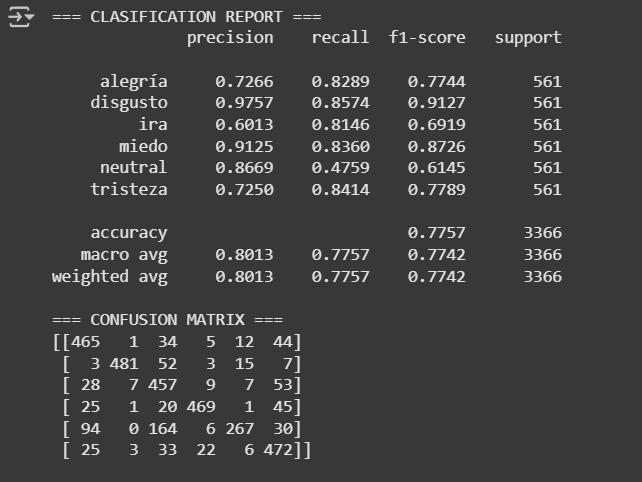 === CLASIFICATION REPORT ===
precision recall f1-score support
alegría 0.7266 0.8289 0.7744 561
disgusto 0.9757 0.8574 0.9127 561
ira 0.6013 0.8146 0.6919 561
miedo 0.9125 0.8360 0.8726 561
neutral 0.8669 0.4759 0.6145 561
tristeza 0.7250 0.8414 0.7789 561
accuracy 0.7757 3366
macro avg 0.8013 0.7757 0.7742 3366
weighted avg 0.8013 0.7757 0.7742 3366
=== CONFUSION MATRIX ===
[[465 1 34 5 12 44]
[ 3 481 52 3 15 7]
[ 28 7 457 9 7 53]
[ 25 1 20 469 1 45]
[ 94 0 164 6 267 30]
[ 25 3 33 22 6 472]]